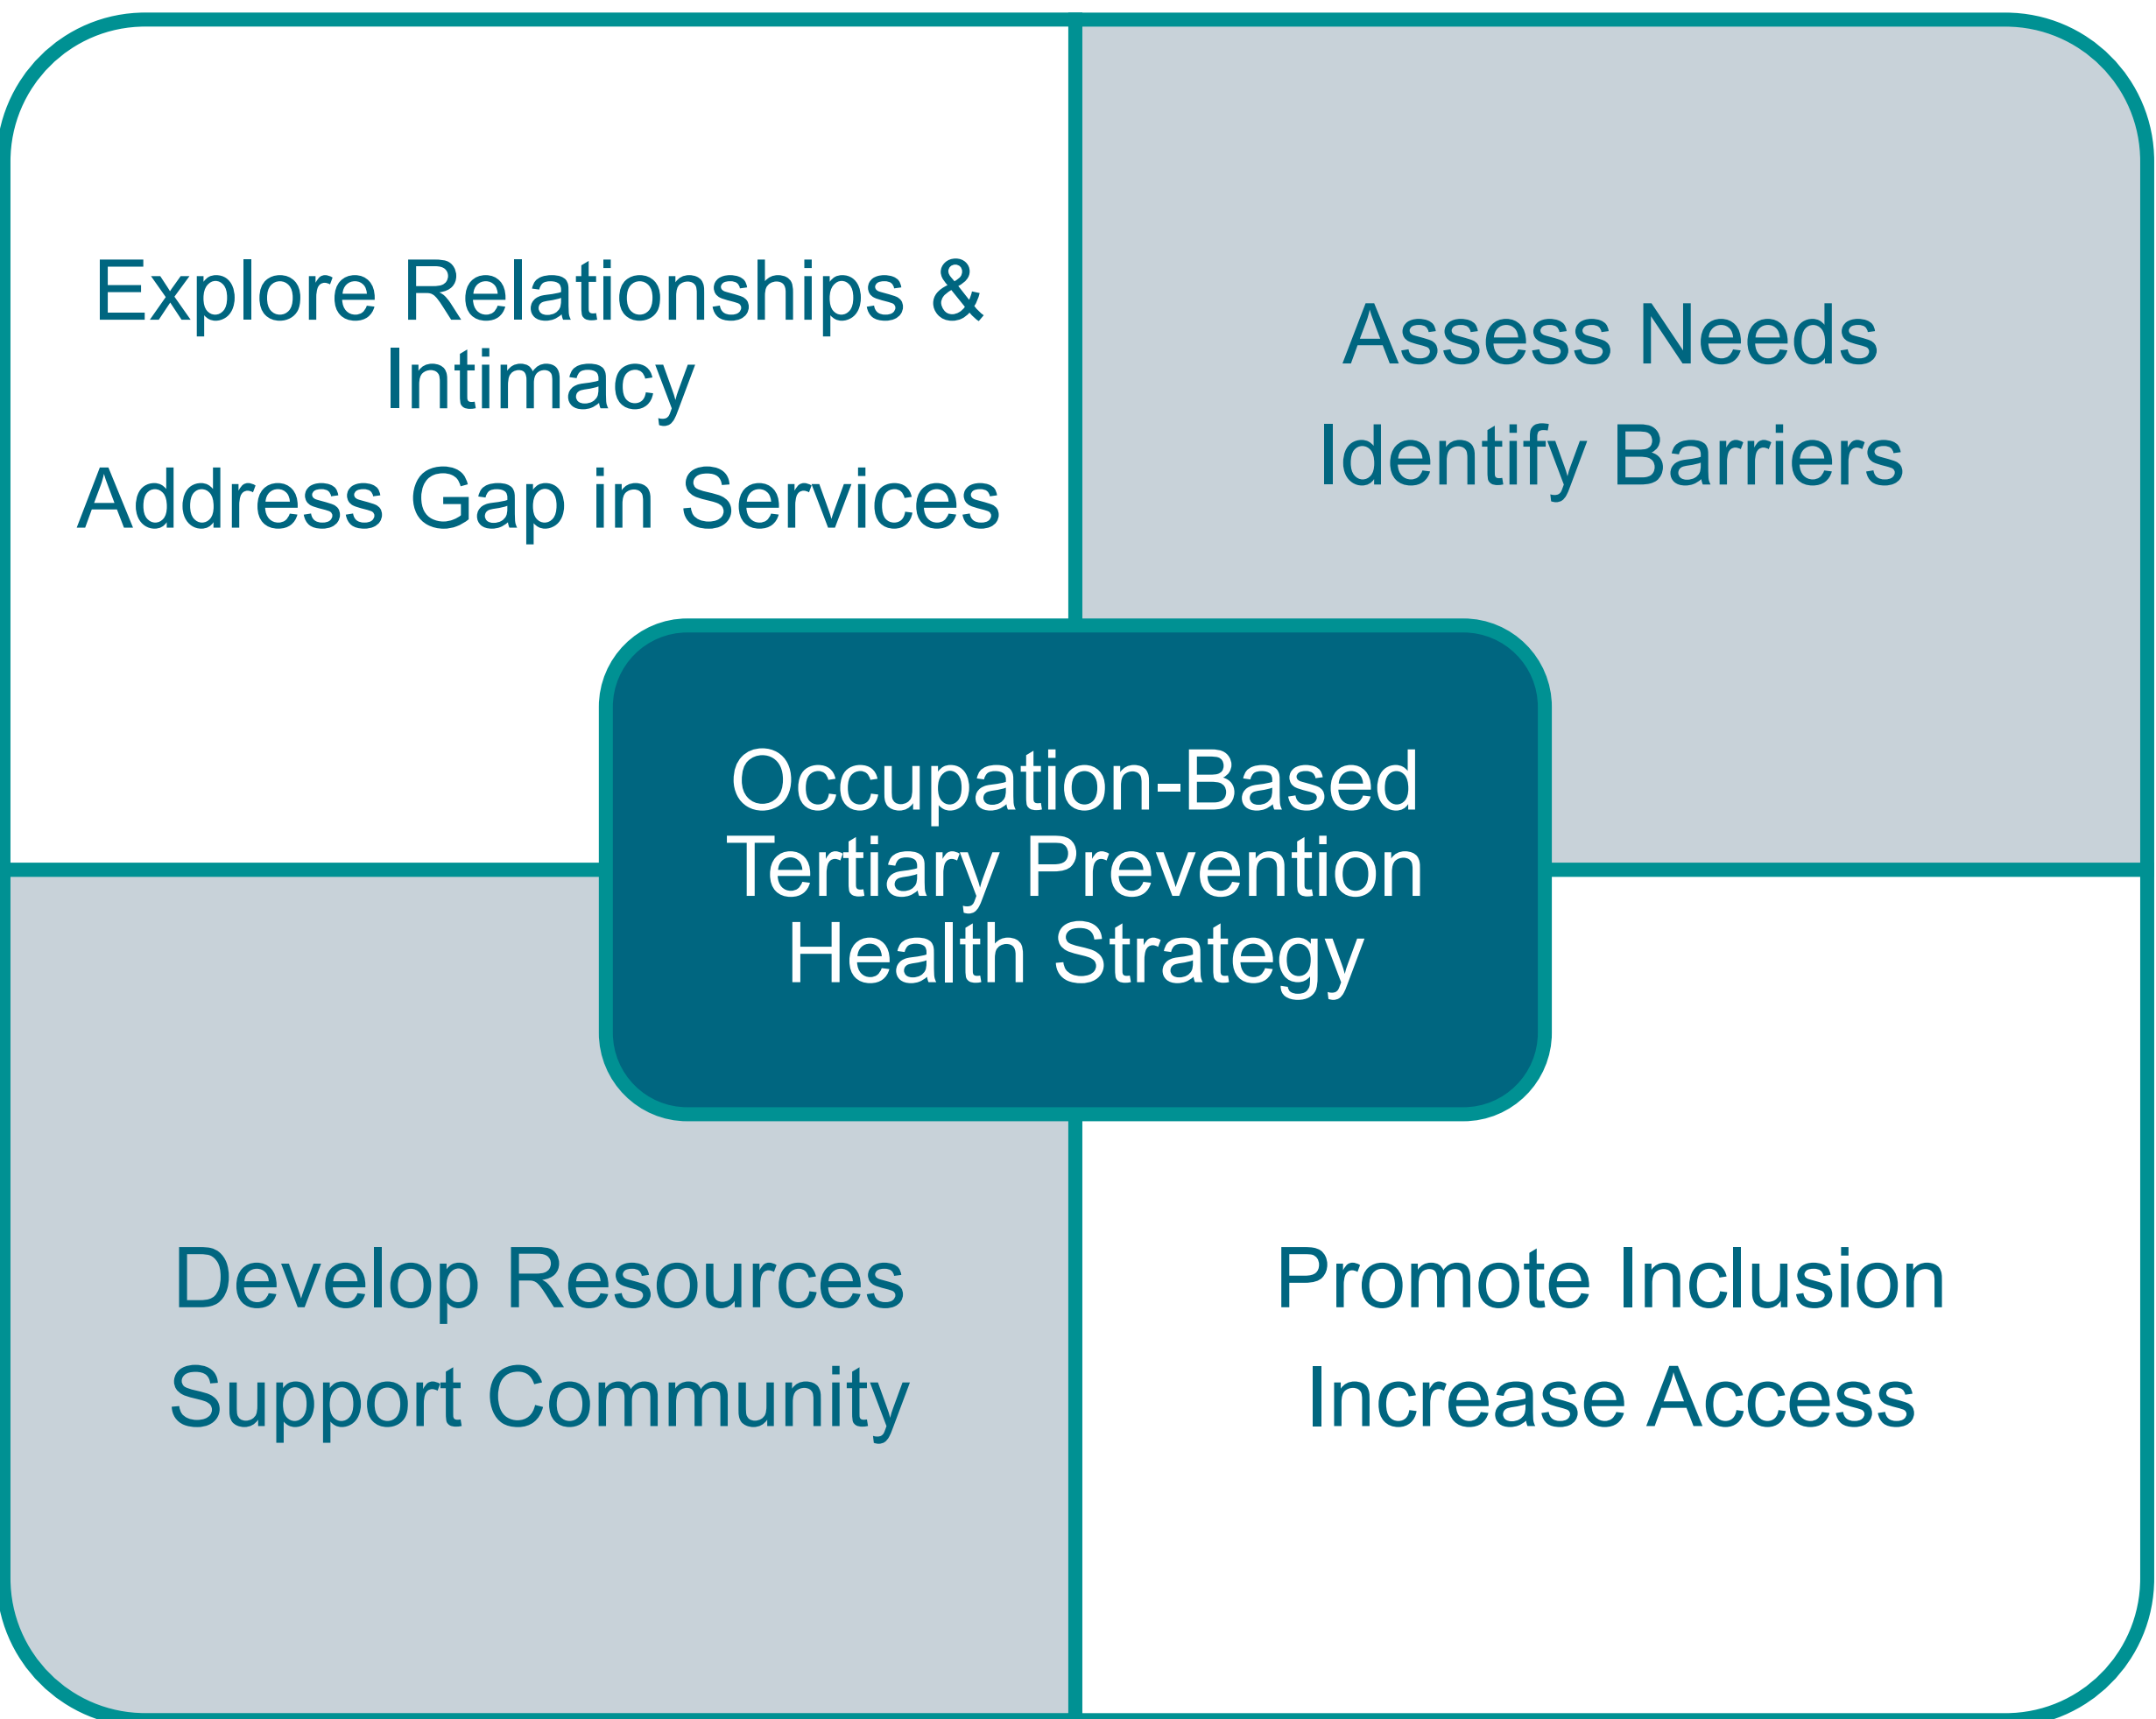 Explore Relationships &
Intimacy
Address Gap in Services
Assess Needs
Identify Barriers
Occupation-Based
Tertiary Prevention
Health Strategy
Develop Resources
Support Community
Promote Inclusion
Increase Access